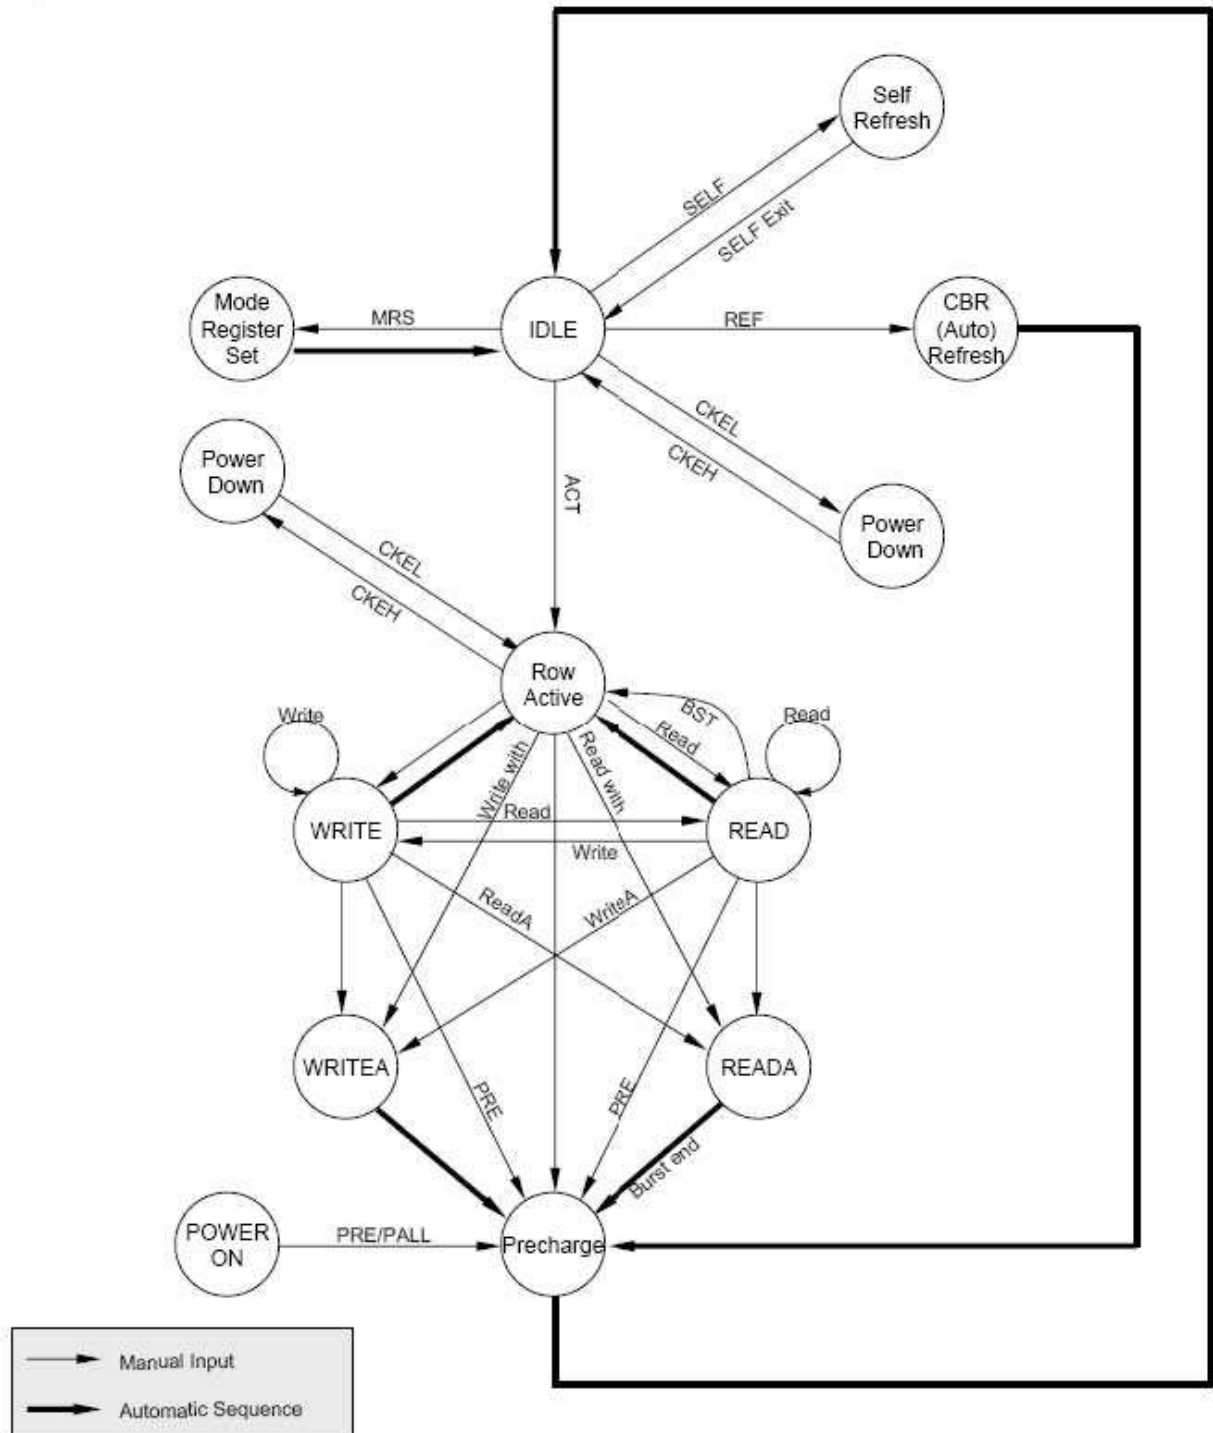 Self
Refresh
SELF
SELF Exit
Mode
Register
Set
MRS
IDLE
REF
CBR
(Auto)
Refresh
CKEL
CKEH
Power
Down
ACT
Power
Down
CKEL
CKEH
Row
Active
BST
Read
Write
Read
Write with
Read with
WRITE
Read
Write
READ
ReadA
WriteA
WRITEA
READA
PRE
PRE
Burst end
POWER
ON
PRE/PALL
Precharge
Manual Input
Automatic Sequence